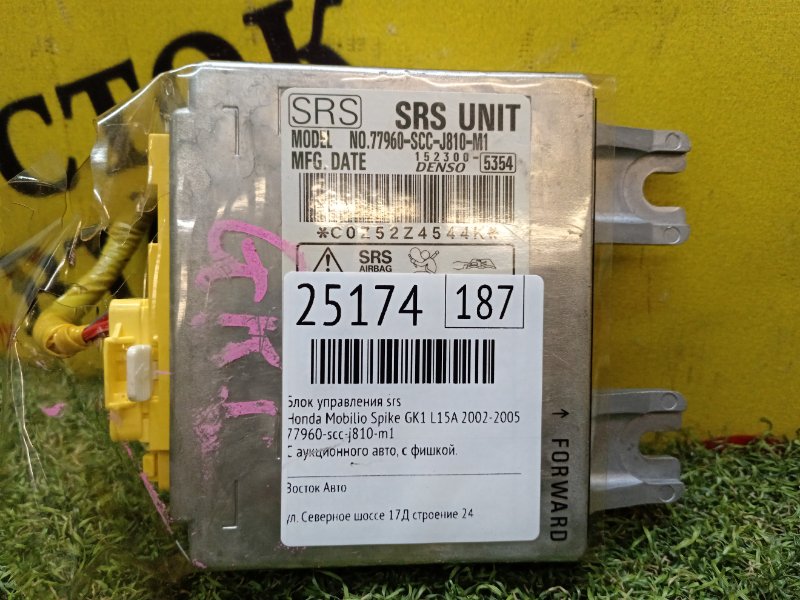 СТОК
SRS
SRS UNIT
MODEL NO.77960-SCC-J810-M1
MFG. DATE 152300- 5354
DENSO
*C0Z52Z4544K*
SRS
AIRBAG
GK1
25174 187
Блок управления srs
Honda Mobilio Spike GK1 L15A 2002-2005
77960-scc-j810-m1
С аукционного авто, с фишкой.
Восток Авто
ул. Северное шоссе 17Д строение 24
↑ FORWARD